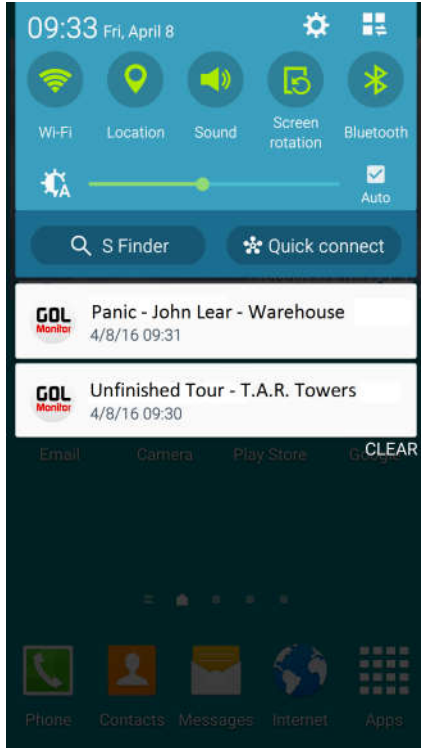 09:33 Fri, April 8
Wi-Fi
Location
Sound
Screen
rotation
Bluetooth
A
Auto
S Finder
Quick connect
GOL
Monitor
Panic - John Lear - Warehouse
4/8/16 09:31
GOL
Monitor
Unfinished Tour - T.A.R. Towers
4/8/16 09:30
CLEAR
Email
Camera
Play Store
Google
Phone
Contacts
Messages
Internet
Apps